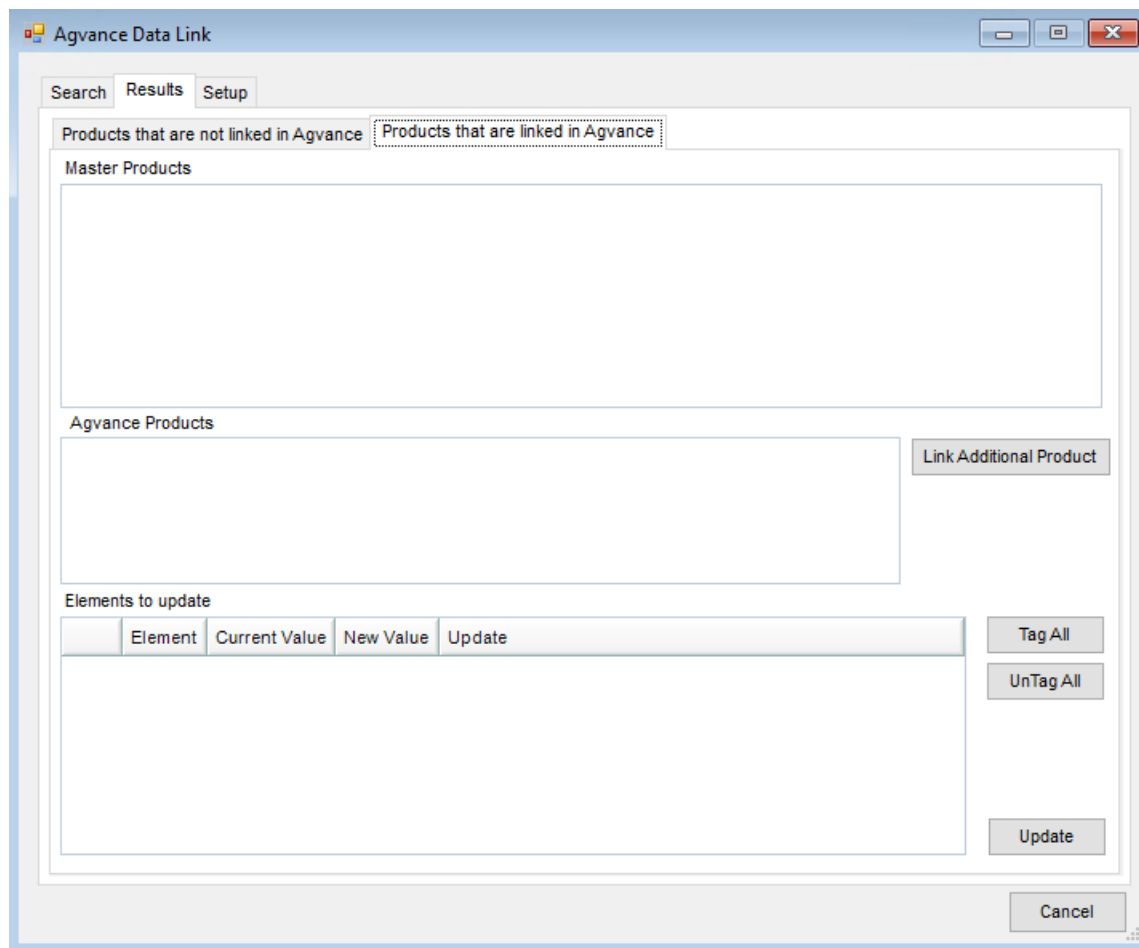 Agvance Data Link
Search Results Setup
Products that are not linked in Agvance Products that are linked in Agvance
Master Products
Agvance Products
Link Additional Product
Elements to update
Element Current Value New Value Update
Tag All
UnTag All
Update
Cancel